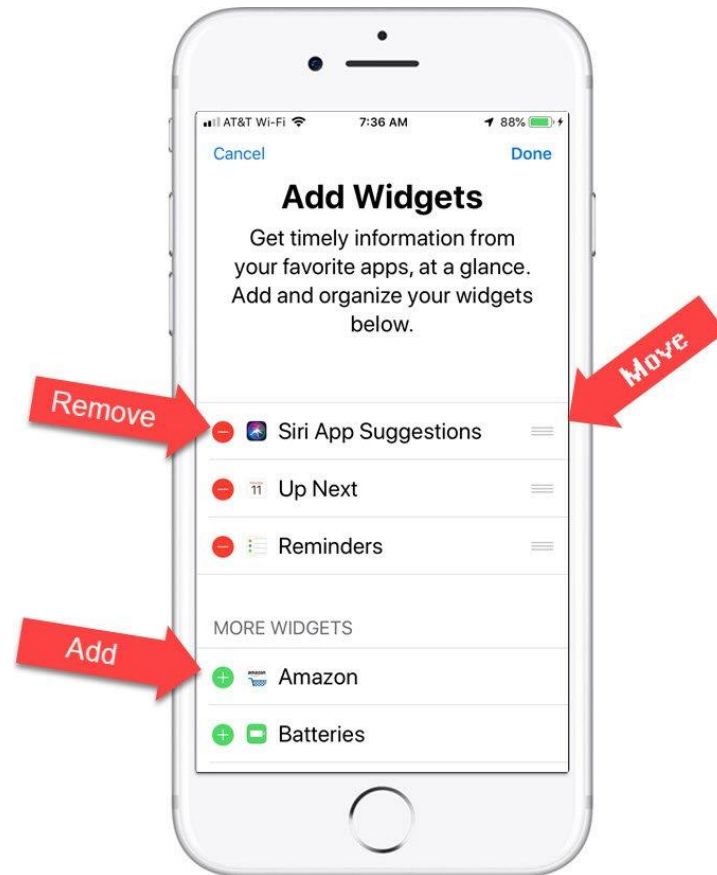 AT&T Wi-Fi 7:36 AM 88%
Cancel Done
Add Widgets
Get timely information from
your favorite apps, at a glance.
Add and organize your widgets
below.
Move
Remove
Siri App Suggestions
11 Up Next
Reminders
MORE WIDGETS
Add
amazon Amazon
Batteries